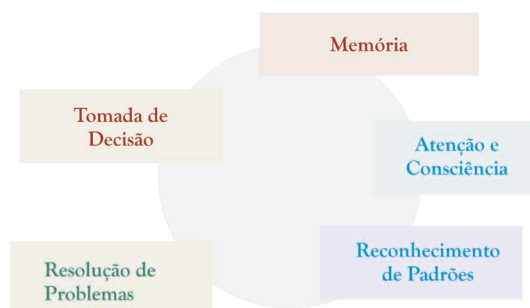 Memória
Tomada de
Decisão
Atenção e
Consciência
Reconhecimento
de Padrões
Resolução de
Problemas